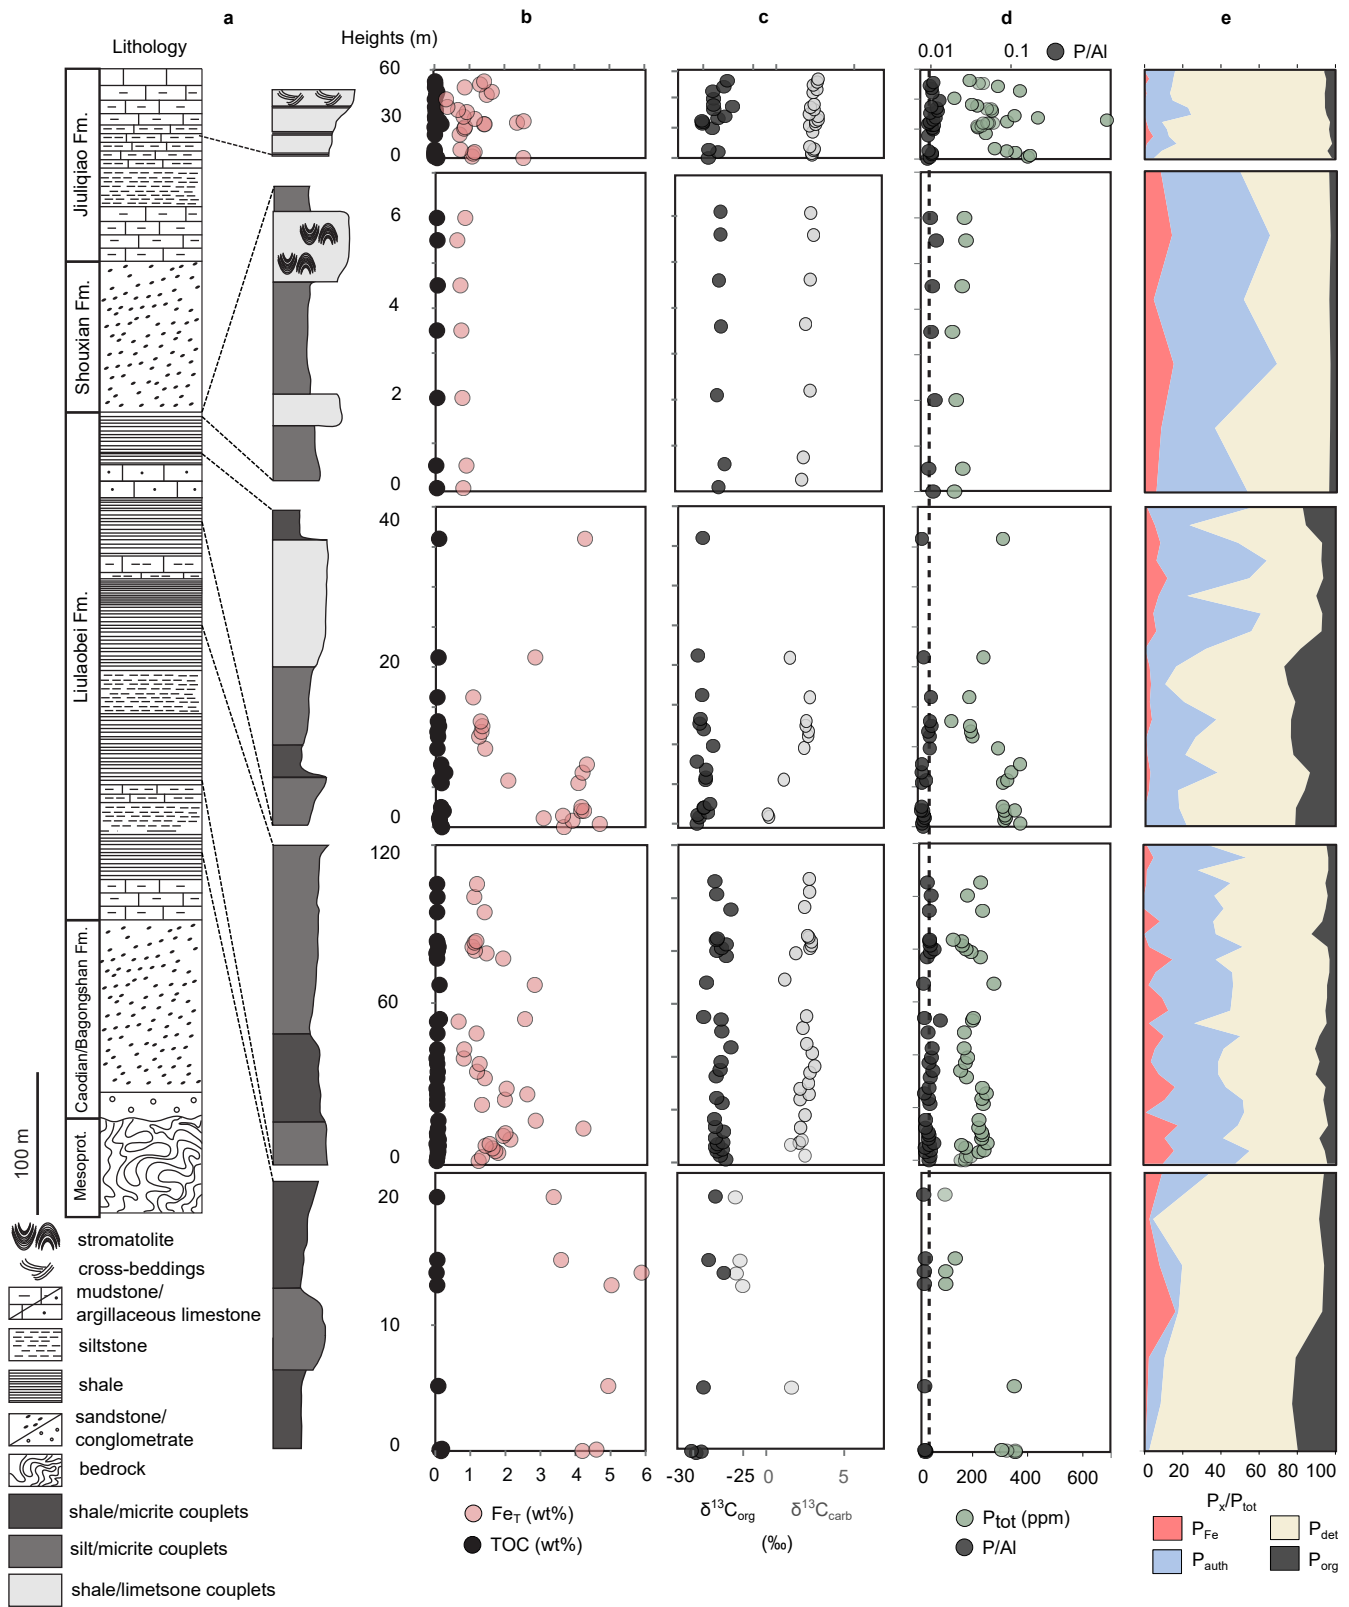 a
b
c
d
e
Lithology
Heights (m)
0.01
0.1
P/Al
Jiuliqiao Fm.
Shouxian Fm.
Liulaobei Fm.
Caodian/Bagongshan Fm.
Mesoprot.
100 m
60
30
0
6
4
2
0
40
20
0
120
60
0
20
10
0
0 1 2 3 4 5 6
-30 -25 0 5
0 200 400 600
0 20 40 60 80 100
FeT (wt%)
TOC (wt%)
δ13Corg
δ13Ccarb
(‰)
Ptot (ppm)
P/Al
Px/Ptot
PFe
Pdet
Pauth
Porg
stromatolite
cross-beddings
mudstone/
argillaceous limestone
siltstone
shale
sandstone/
conglometrate
bedrock
shale/micrite couplets
silt/micrite couplets
shale/limetsone couplets